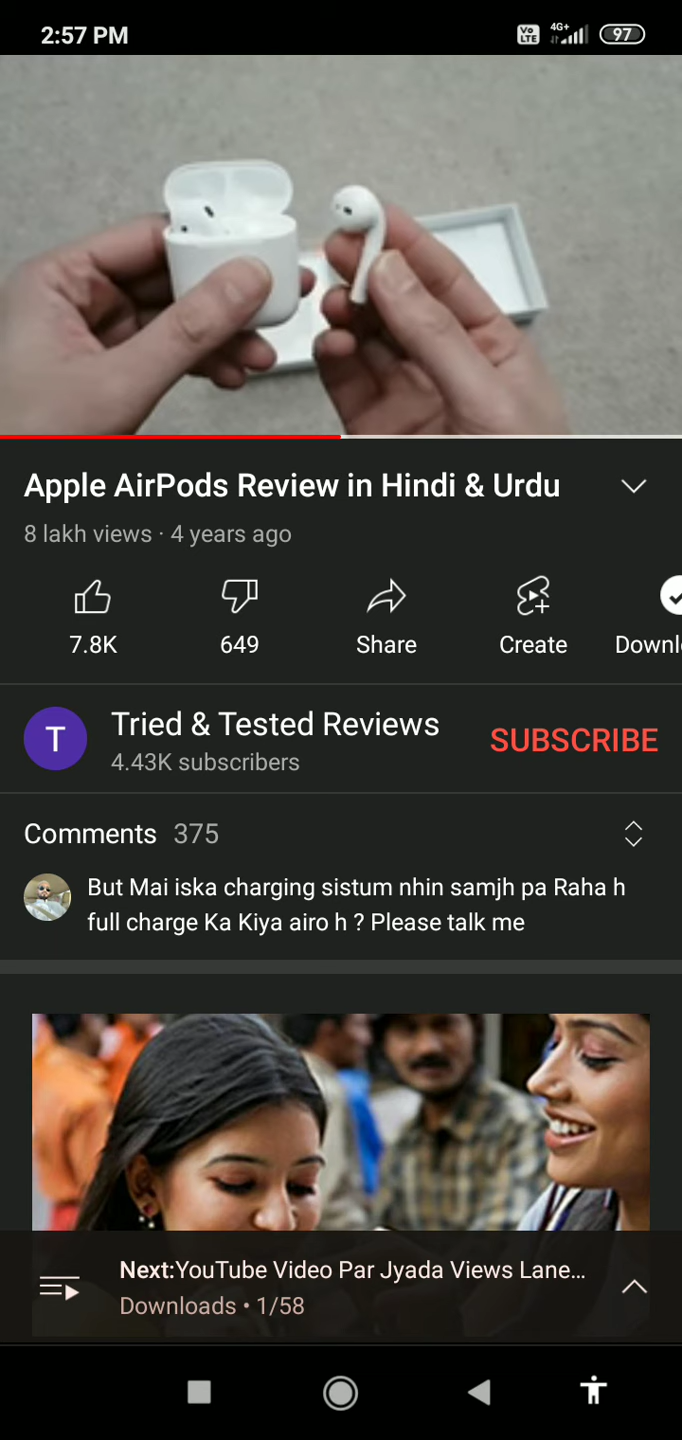 2:57 PM
Vo LTE 4G+ 97
Apple AirPods Review in Hindi & Urdu
8 lakh views · 4 years ago
7.8K 649 Share Create Downl
T
Tried & Tested Reviews
SUBSCRIBE
4.43K subscribers
Comments 375
But Mai iska charging sistum nhin samjh pa Raha h
full charge Ka Kiya airo h ? Please talk me
Next:YouTube Video Par Jyada Views Lane...
Downloads • 1/58